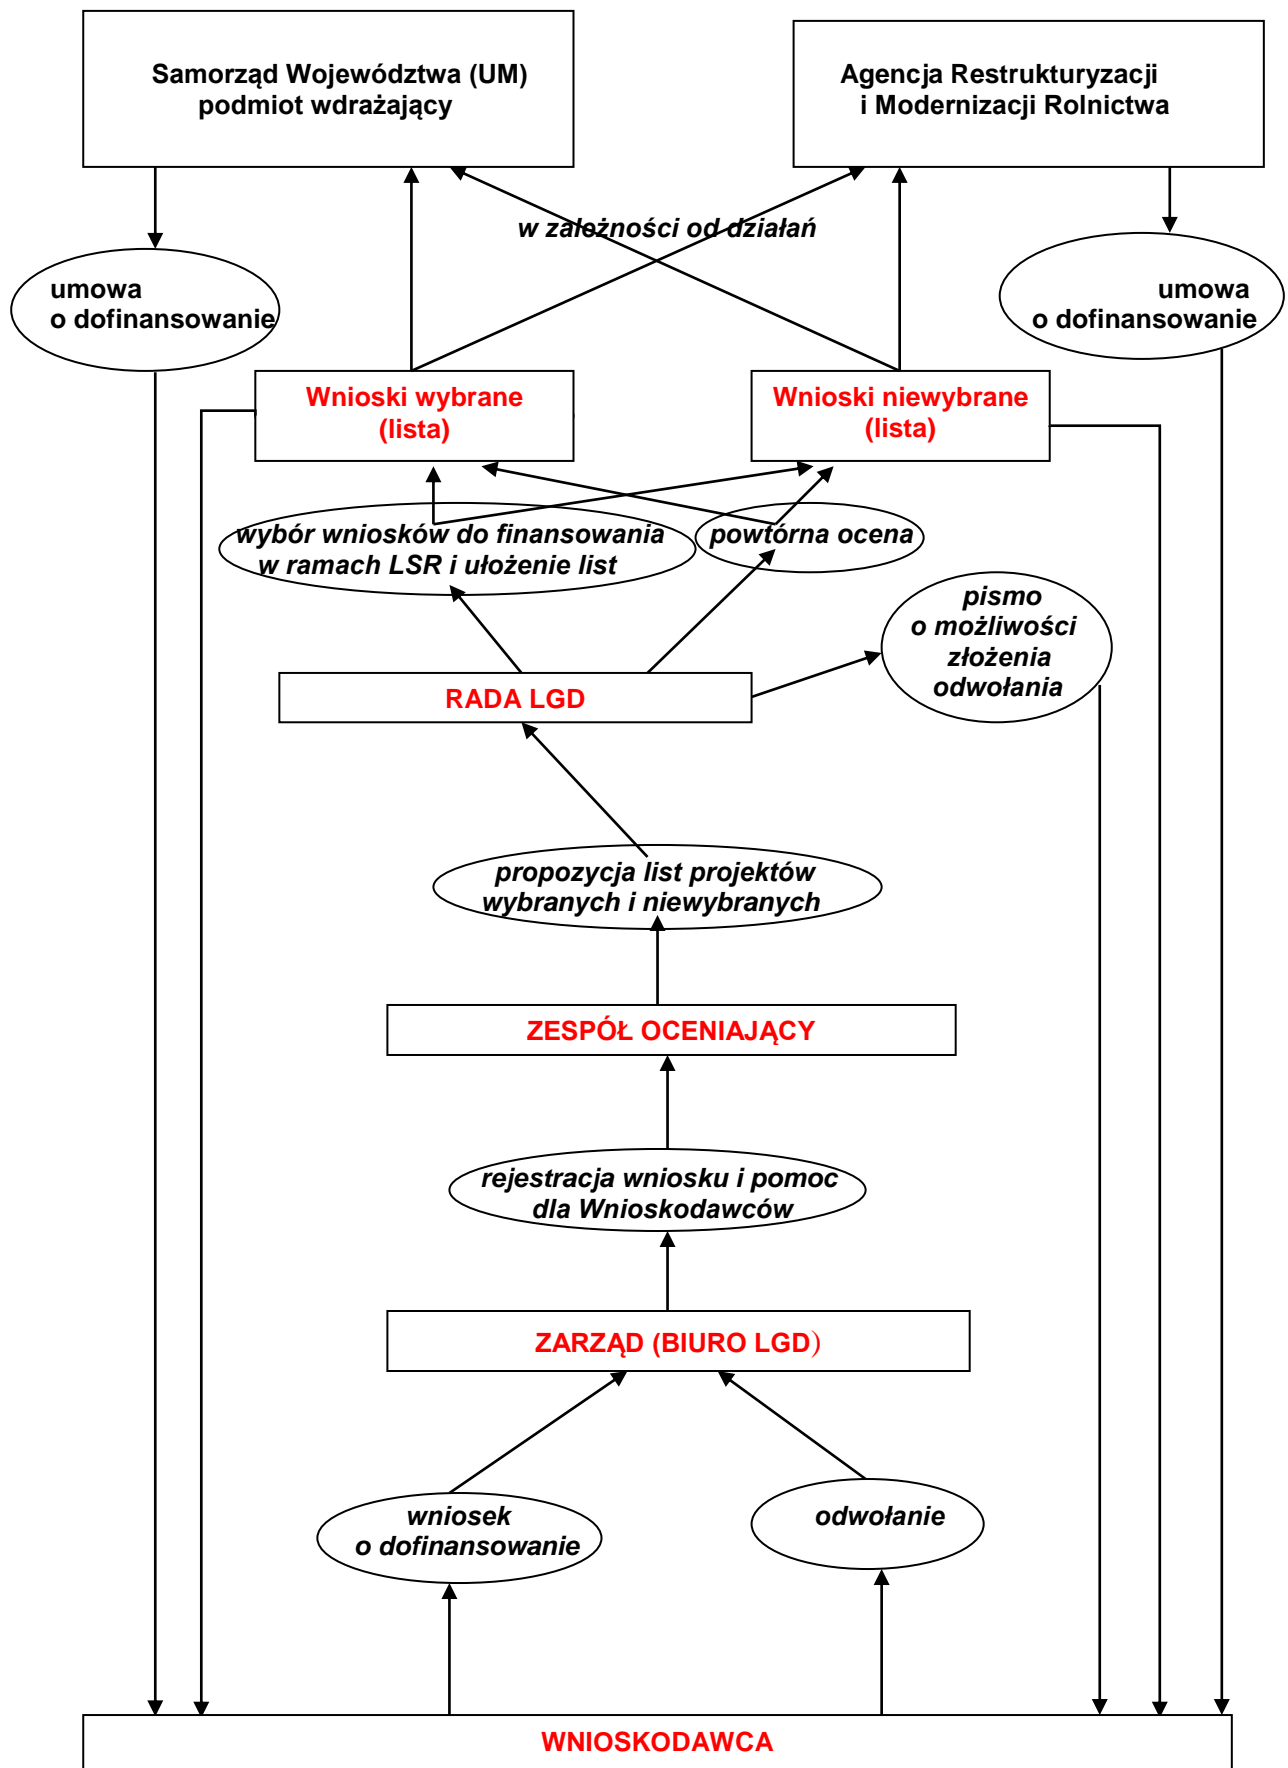 Samorząd Województwa (UM)
podmiot wdrażający
Agencja Restrukturyzacji
i Modernizacji Rolnictwa
w zależności od działań
umowa
o dofinansowanie
umowa
o dofinansowanie
Wnioski wybrane
(lista)
Wnioski niewybrane
(lista)
wybór wniosków do finansowania
w ramach LSR i ułożenie list
powtórna ocena
pismo
o możliwości
złożenia
odwołania
RADA LGD
propozycja list projektów
wybranych i niewybranych
ZESPÓŁ OCENIAJĄCY
rejestracja wniosku i pomoc
dla Wnioskodawców
ZARZĄD (BIURO LGD)
wniosek
o dofinansowanie
odwołanie
WNIOSKODAWCA